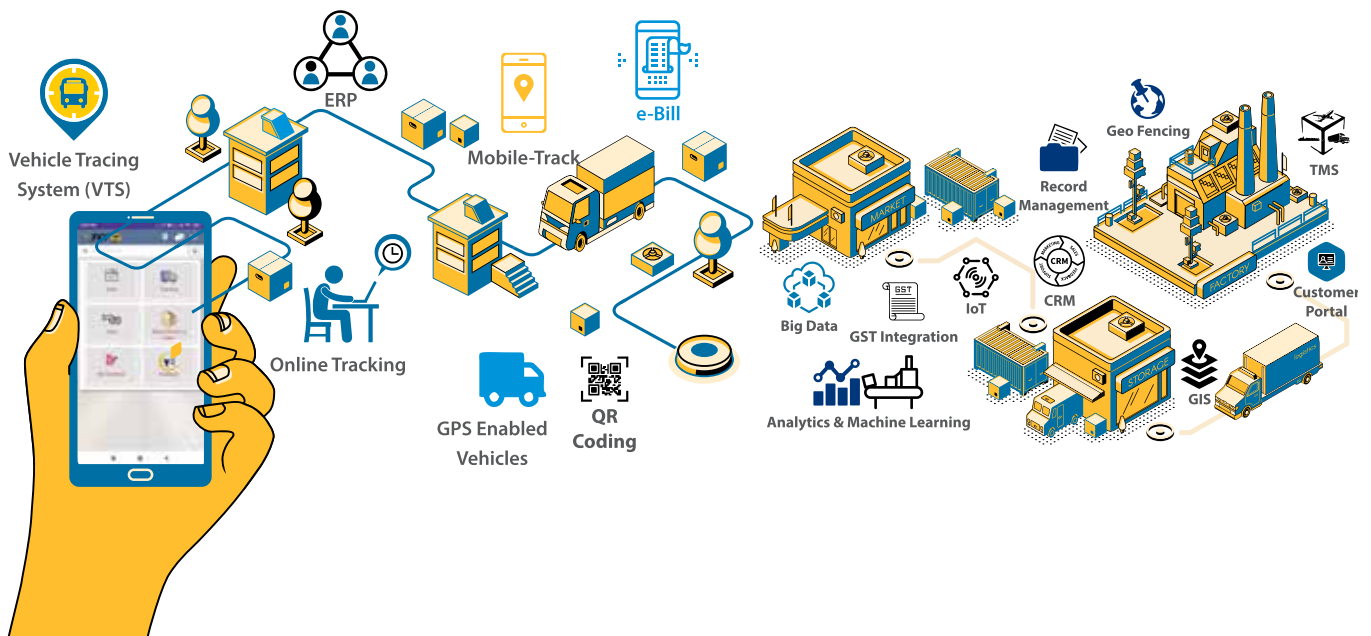 Vehicle Tracing
System (VTS)
ERP
Mobile-Track
e-Bill
Online Tracking
GPS Enabled
Vehicles
QR
Coding
MARKET
Big Data
GST
GST Integration
IoT
Analytics & Machine Learning
Record
Management
Geo Fencing
TMS
FACTORY
CRM
CRM
Customer
Portal
STORAGE
GIS
logistics